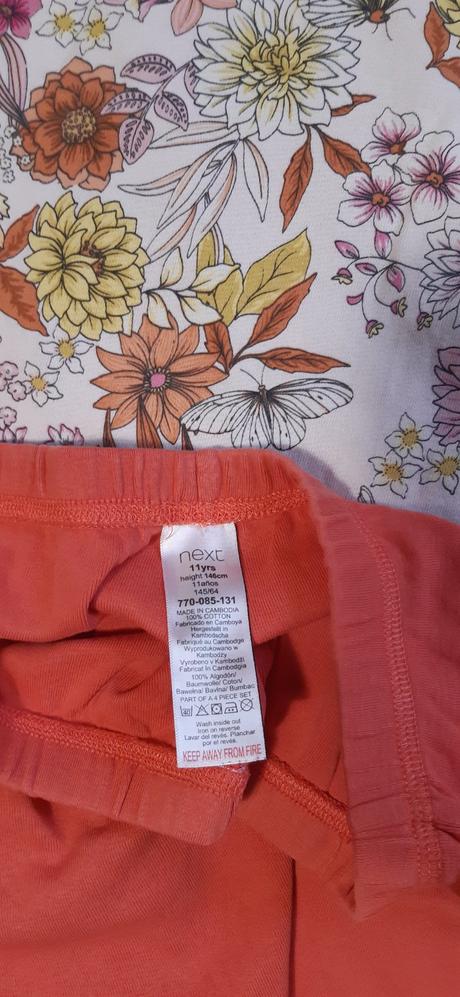 next
11yrs
height 146cm
11años
145/64
770-085-131
MADE IN CAMBODIA
100% COTTON
Fabricado en Camboya
Hergestellt in
Kambodscha
Fabriqué au Cambodge
Wyprodukowano w
Kambodży
Vyrobeno v Kambodži
Fabricat în Cambodgia
100% Algodón/
Baumwolle/ Coton/
Bawełna/ Bavlna/ Bumbac
PART OF A 4 PIECE SET
40
Wash inside out
Iron on reverse
Lavar del revés. Planchar
por el revés.
KEEP AWAY FROM FIRE